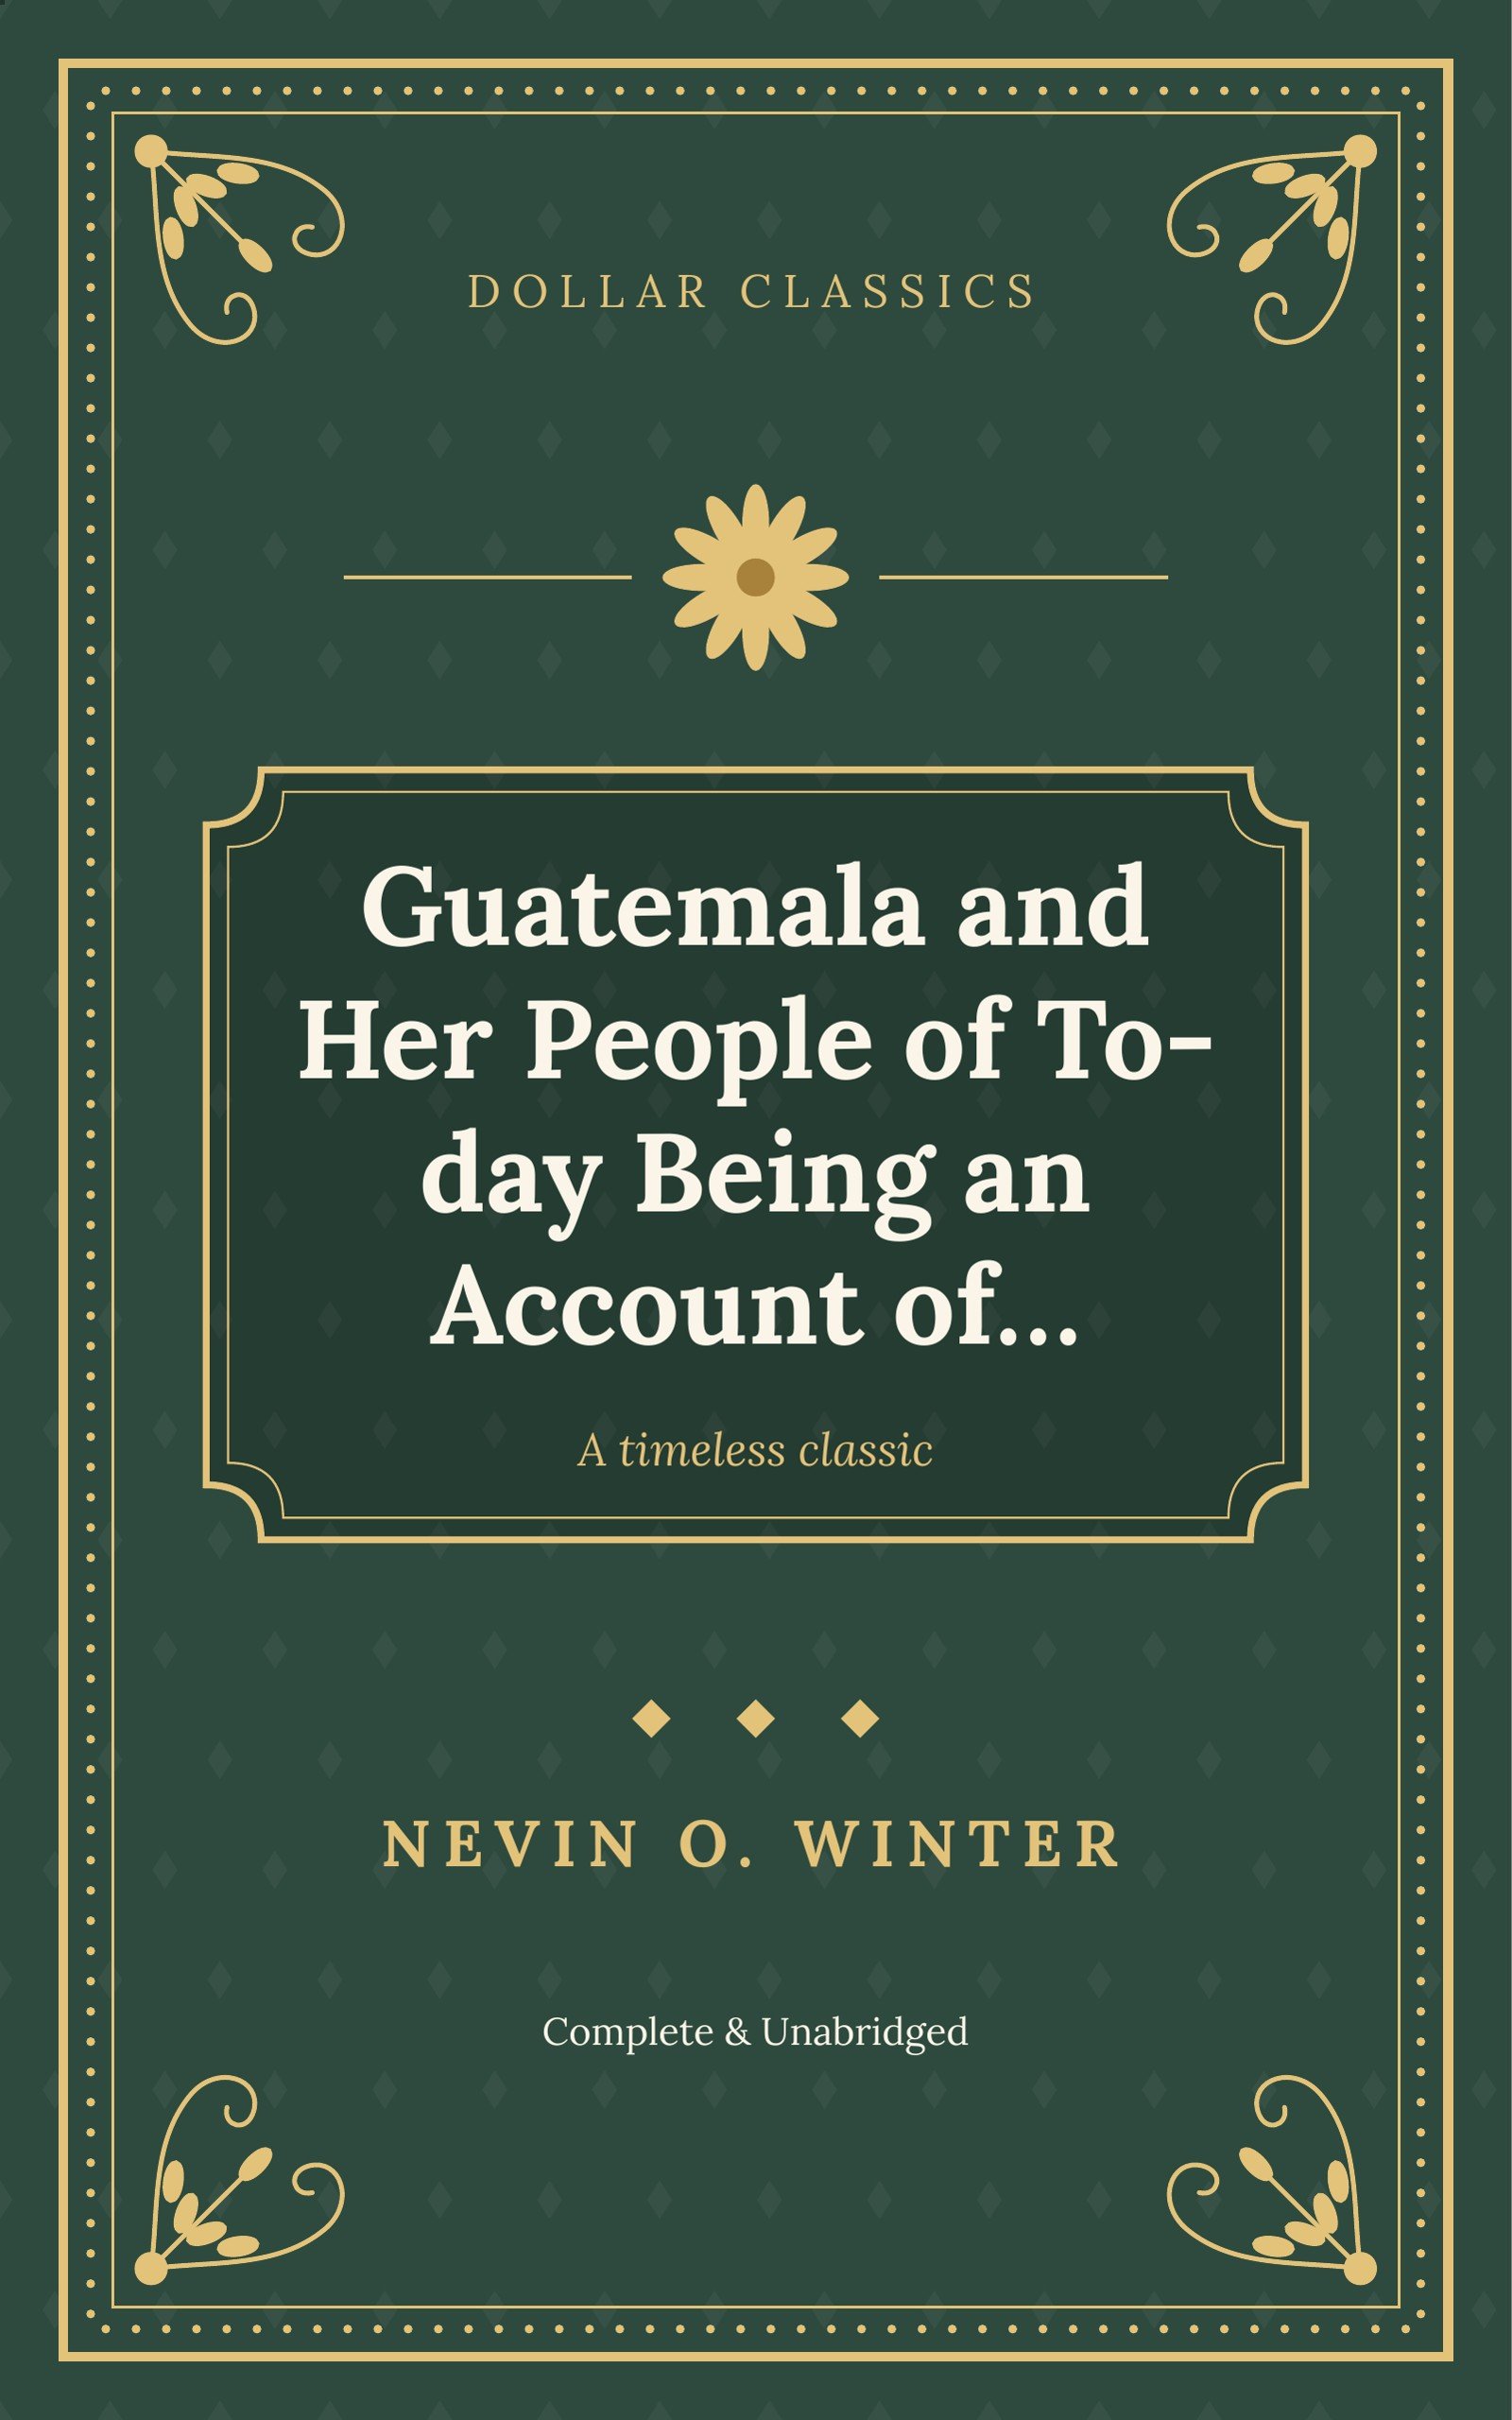 DOLLAR CLASSICS
Guatemala and
Her People of To-
day Being an
Account of...
A timeless classic
NEVIN O. WINTER
Complete & Unabridged